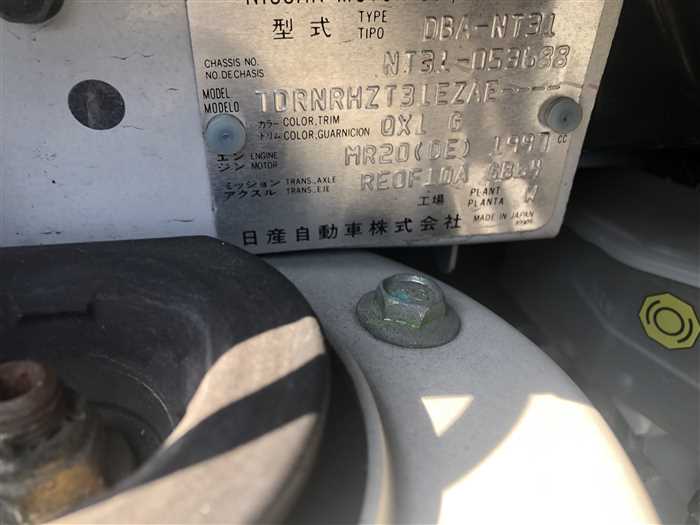 NISSAN MOTOR
型式 TYPE TIPO DBA-NT31
CHASSIS NO. NO. DE CHASIS NT31-053638
MODEL MODELO TDRNRHZT31EZAE----
カラー トリム COLOR,TRIM COLOR,GUARNICION QX1 G
エンジン ENGINE MOTOR MR20(DE) 1997 cc
ミッション アクスル TRANS.,AXLE TRANS.,EJE RE0F10A
工場 PLANT PLANTA
日産自動車株式会社 MADE IN JAPAN